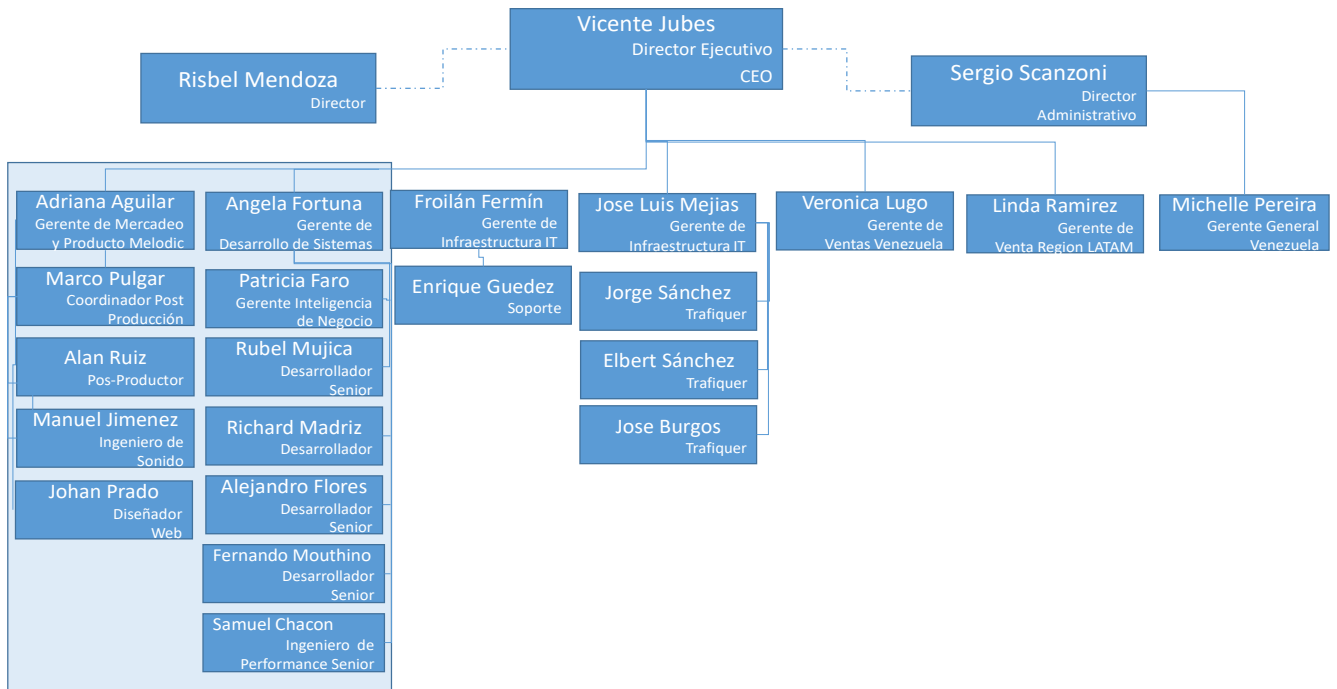 Vicente Jubes
Director Ejecutivo
CEO
Risbel Mendoza
Director
Sergio Scanzoni
Director
Administrativo
Adriana Aguilar
Gerente de Mercadeo
y Producto Melodic
Angela Fortuna
Gerente de
Desarrollo de Sistemas
Froilán Fermín
Gerente de
Infraestructura IT
Jose Luis Mejias
Gerente de
Infraestructura IT
Veronica Lugo
Gerente de
Ventas Venezuela
Linda Ramirez
Gerente de
Venta Region LATAM
Michelle Pereira
Gerente General
Venezuela
Marco Pulgar
Coordinador Post
Producción
Patricia Faro
Gerente Inteligencia
de Negocio
Enrique Guedez
Soporte
Jorge Sánchez
Trafiquer
Alan Ruiz
Pos-Productor
Rubel Mujica
Desarrollador
Senior
Elbert Sánchez
Trafiquer
Manuel Jimenez
Ingeniero de
Sonido
Richard Madriz
Desarrollador
Jose Burgos
Trafiquer
Johan Prado
Diseñador
Web
Alejandro Flores
Desarrollador
Senior
Fernando Mouthino
Desarrollador
Senior
Samuel Chacon
Ingeniero de
Performance Senior